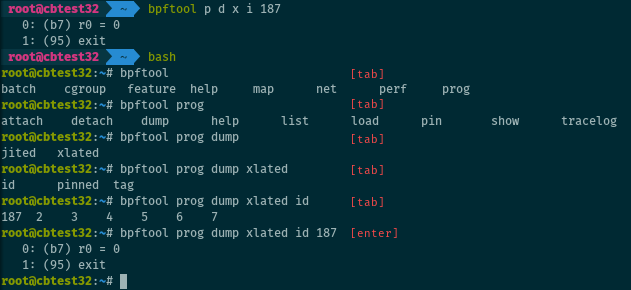 root@cbtest32 ~ bpftool p d x i 187
0: (b7) r0 = 0
1: (95) exit
root@cbtest32 ~ bash
root@cbtest32:~# bpftool [tab]
batch cgroup feature help map net perf prog
root@cbtest32:~# bpftool prog [tab]
attach detach dump help list load pin show tracelog
root@cbtest32:~# bpftool prog dump [tab]
jited xlated
root@cbtest32:~# bpftool prog dump xlated [tab]
id pinned tag
root@cbtest32:~# bpftool prog dump xlated id [tab]
187 2 3 4 5 6 7
root@cbtest32:~# bpftool prog dump xlated id 187 [enter]
0: (b7) r0 = 0
1: (95) exit
root@cbtest32:~#